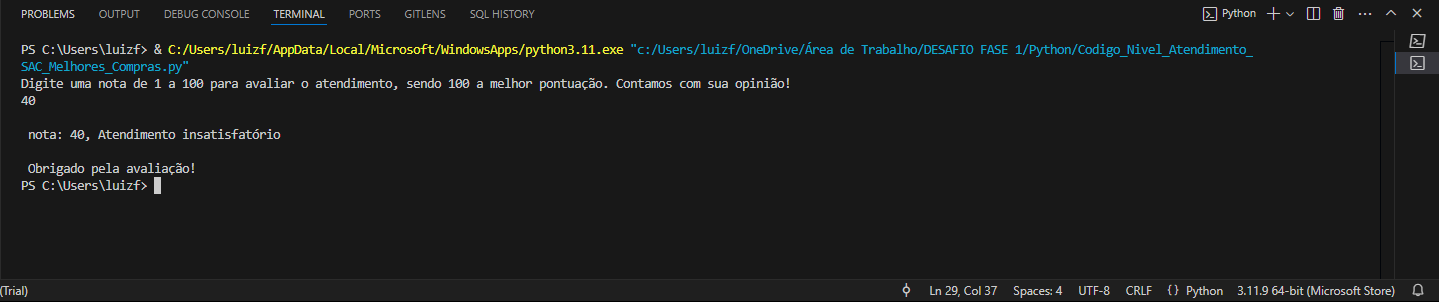 PROBLEMS OUTPUT DEBUG CONSOLE TERMINAL PORTS GITLENS SQL HISTORY Python
PS C:\Users\luizf> & C:/Users/luizf/AppData/Local/Microsoft/WindowsApps/python3.11.exe "c:/Users/luizf/OneDrive/Área de Trabalho/DESAFIO FASE 1/Python/Codigo_Nivel_Atendimento_
SAC_Melhores_Compras.py"
Digite uma nota de 1 a 100 para avaliar o atendimento, sendo 100 a melhor pontuação. Contamos com sua opinião!
40
nota: 40, Atendimento insatisfatório
Obrigado pela avaliação!
PS C:\Users\luizf>
(Trial) Ln 29, Col 37 Spaces: 4 UTF-8 CRLF {} Python 3.11.9 64-bit (Microsoft Store)